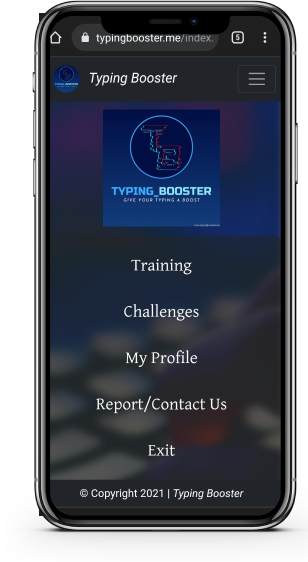 typingbooster.me/index.
5
Typing Booster
TYPING_BOOSTER
GIVE YOUR TYPING A BOOST
Training
Challenges
My Profile
Report/Contact Us
Exit
© Copyright 2021 | Typing Booster